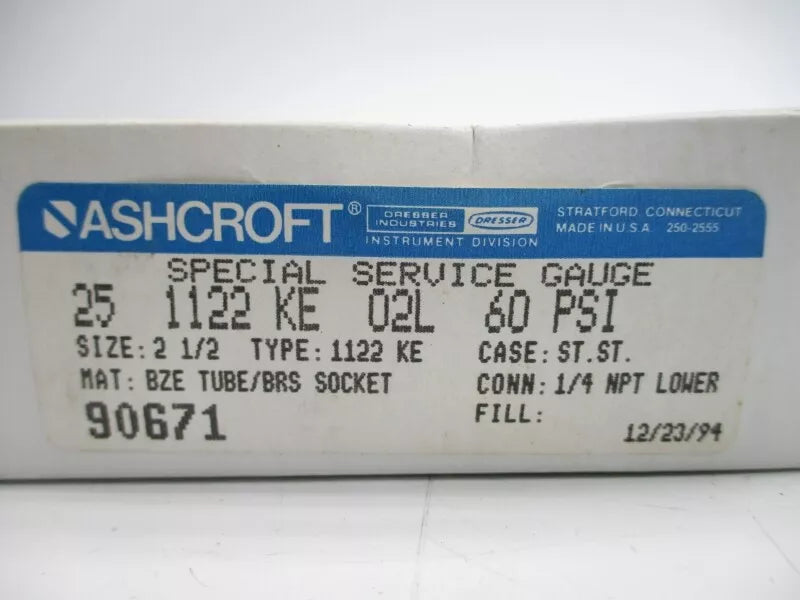 ASHCROFT® DRESSER INDUSTRIES DRESSER STRATFORD, CONNECTICUT
INSTRUMENT DIVISION MADE IN U.S.A. 250-2555
SPECIAL SERVICE GAUGE
25 1122 KE 02L 60 PSI
SIZE: 2 1/2 TYPE: 1122 KE CASE: ST.ST.
MAT: BZE TUBE/BRS SOCKET CONN: 1/4 NPT LOWER
90671 FILL: 12/23/94